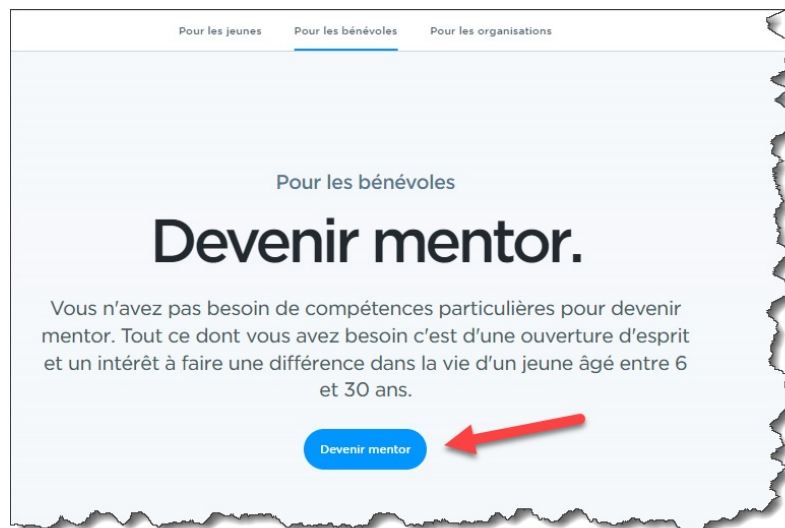 Pour les jeunes Pour les bénévoles Pour les organisations
Pour les bénévoles
Devenir mentor.
Vous n'avez pas besoin de compétences particulières pour devenir
mentor. Tout ce dont vous avez besoin c'est d'une ouverture d'esprit
et un intérêt à faire une différence dans la vie d'un jeune âgé entre 6
et 30 ans.
Devenir mentor